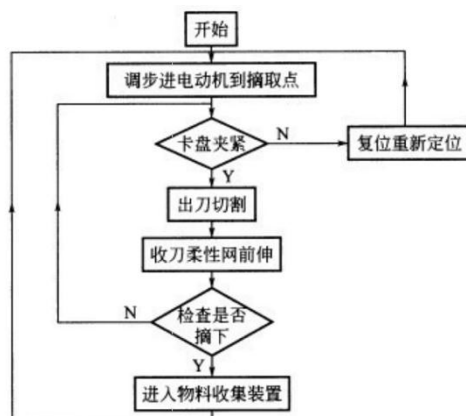 开始
调步进电动机到摘取点
卡盘夹紧
N
复位重新定位
Y
出刀切割
收刀柔性网前伸
检查是否
摘下
N
Y
进入物料收集装置